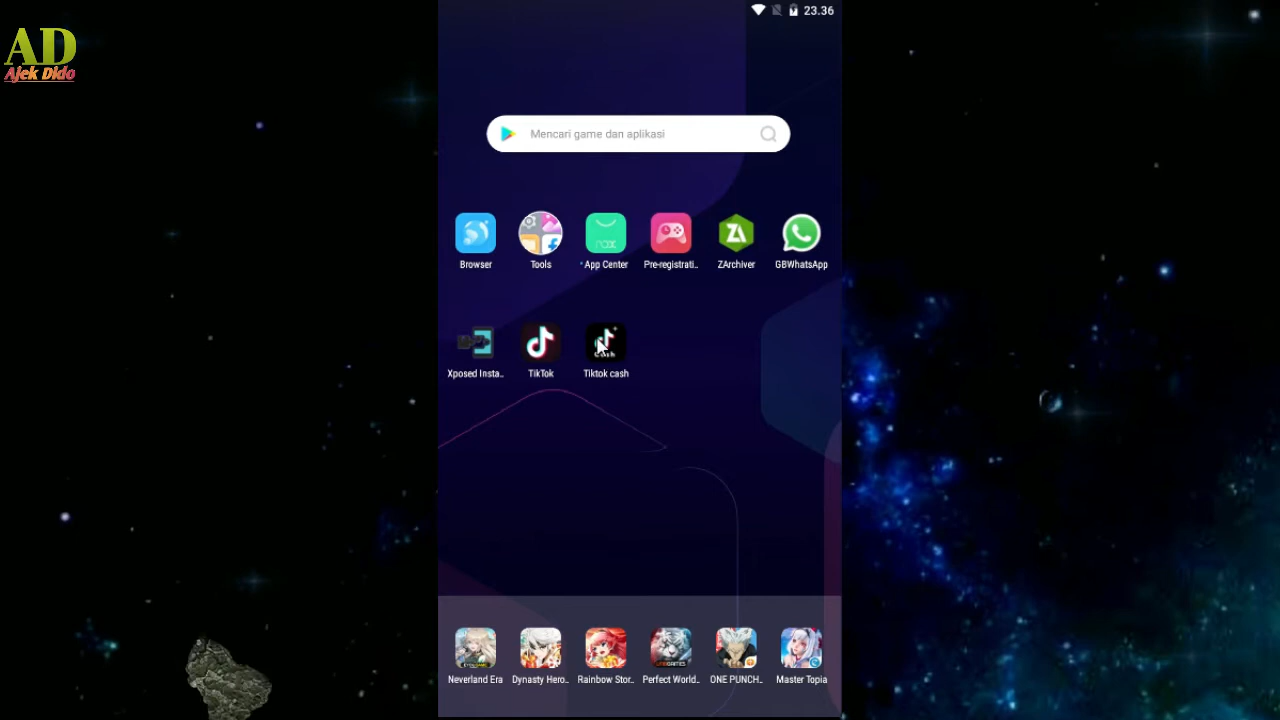 AD
Ajek Dido
23.36
Mencari game dan aplikasi
Browser
Tools
App Center
Pre-registrati..
ZArchiver
GBWhatsApp
Xposed Insta..
TikTok
Tiktok cash
Neverland Era
Dynasty Hero..
Rainbow Stor..
Perfect World..
ONE PUNCH..
Master Topia